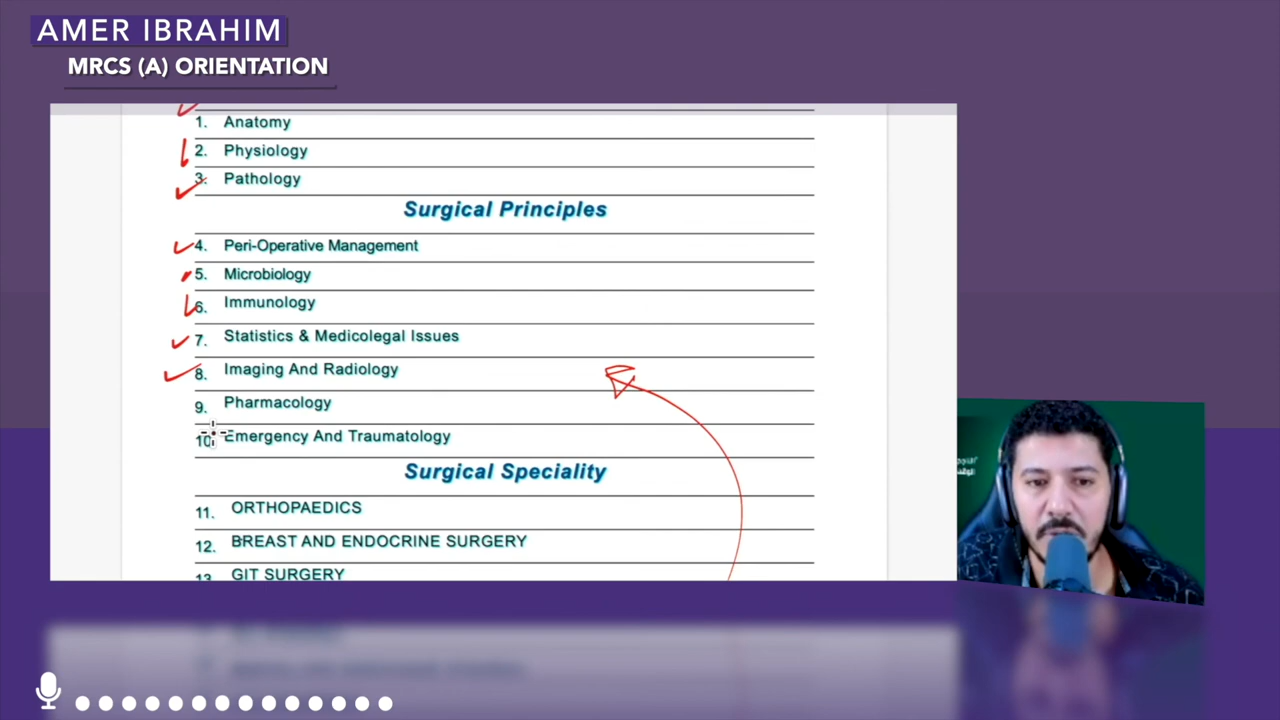 AMER IBRAHIM
MRCS (A) ORIENTATION
1. Anatomy
2. Physiology
3. Pathology
Surgical Principles
4. Peri-Operative Management
5. Microbiology
6. Immunology
7. Statistics & Medicolegal Issues
8. Imaging And Radiology
9. Pharmacology
10 Emergency And Traumatology
Surgical Speciality
11. ORTHOPAEDICS
12. BREAST AND ENDOCRINE SURGERY
13 GIT SURGERY